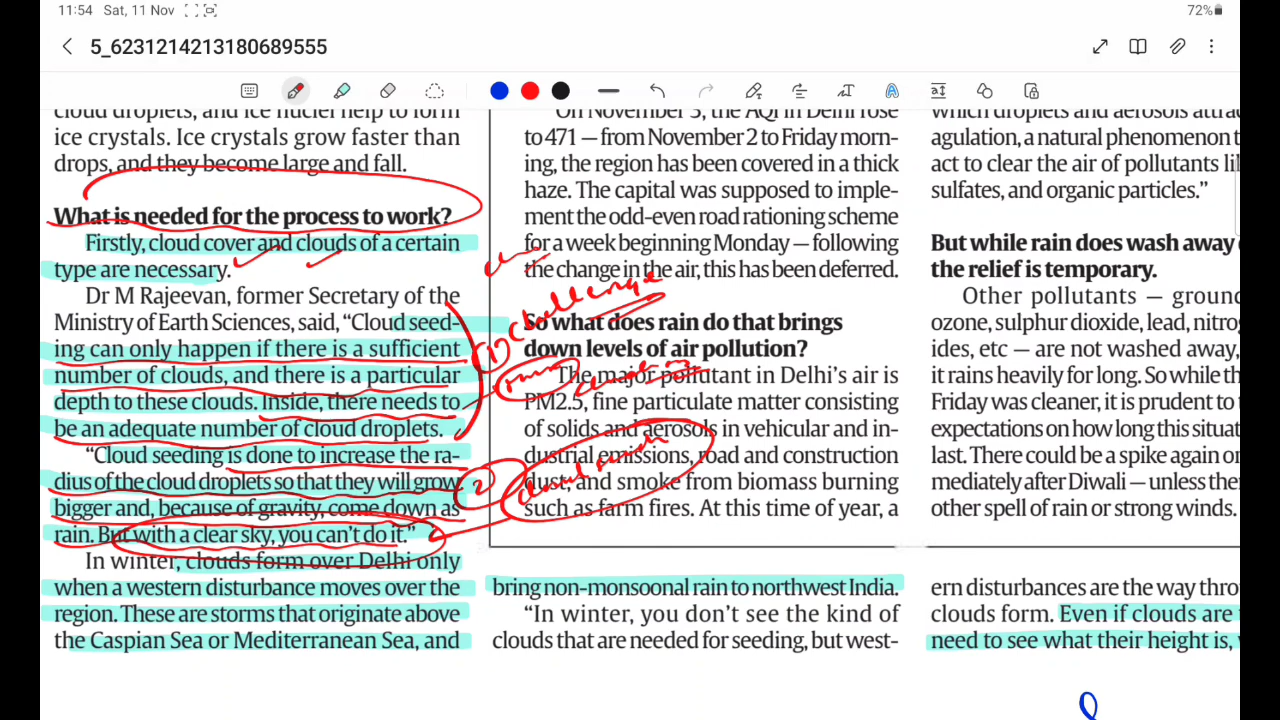 11:54 Sat, 11 Nov
72%
5_6231214213180689555
cloud droplets, and ice nuclei help to form
ice crystals. Ice crystals grow faster than
drops, and they become large and fall.
What is needed for the process to work?
Firstly, cloud cover and clouds of a certain
type are necessary.
Dr M Rajeevan, former Secretary of the
Ministry of Earth Sciences, said, “Cloud seed-
ing can only happen if there is a sufficient
number of clouds, and there is a particular
depth to these clouds. Inside, there needs to
be an adequate number of cloud droplets.
“Cloud seeding is done to increase the ra-
dius of the cloud droplets so that they will grow
bigger and, because of gravity, come down as
rain. But with a clear sky, you can’t do it.”
In winter, clouds form over Delhi only
when a western disturbance moves over the
region. These are storms that originate above
the Caspian Sea or Mediterranean Sea, and
On November 3, the AQI in Delhi rose
to 471 — from November 2 to Friday morn-
ing, the region has been covered in a thick
haze. The capital was supposed to imple-
ment the odd-even road rationing scheme
for a week beginning Monday — following
the change in the air, this has been deferred.
(1) Challenge
So what does rain do that brings
down levels of air pollution?
The major pollutant in Delhi’s air is
PM2.5, fine particulate matter consisting
of solids and aerosols in vehicular and in-
dustrial emissions, road and construction
dust, and smoke from biomass burning
such as farm fires. At this time of year, a
(2)
bring non-monsoonal rain to northwest India.
“In winter, you don’t see the kind of
clouds that are needed for seeding, but west-
which droplets and aerosols attra
agulation, a natural phenomenon t
act to clear the air of pollutants li
sulfates, and organic particles.”
But while rain does wash away
the relief is temporary.
Other pollutants — groun
ozone, sulphur dioxide, lead, nitro
ides, etc — are not washed away,
it rains heavily for long. So while th
Friday was cleaner, it is prudent to
expectations on how long this situat
last. There could be a spike again or
mediately after Diwali — unless the
other spell of rain or strong winds.
ern disturbances are the way thro
clouds form. Even if clouds are
need to see what their height is,